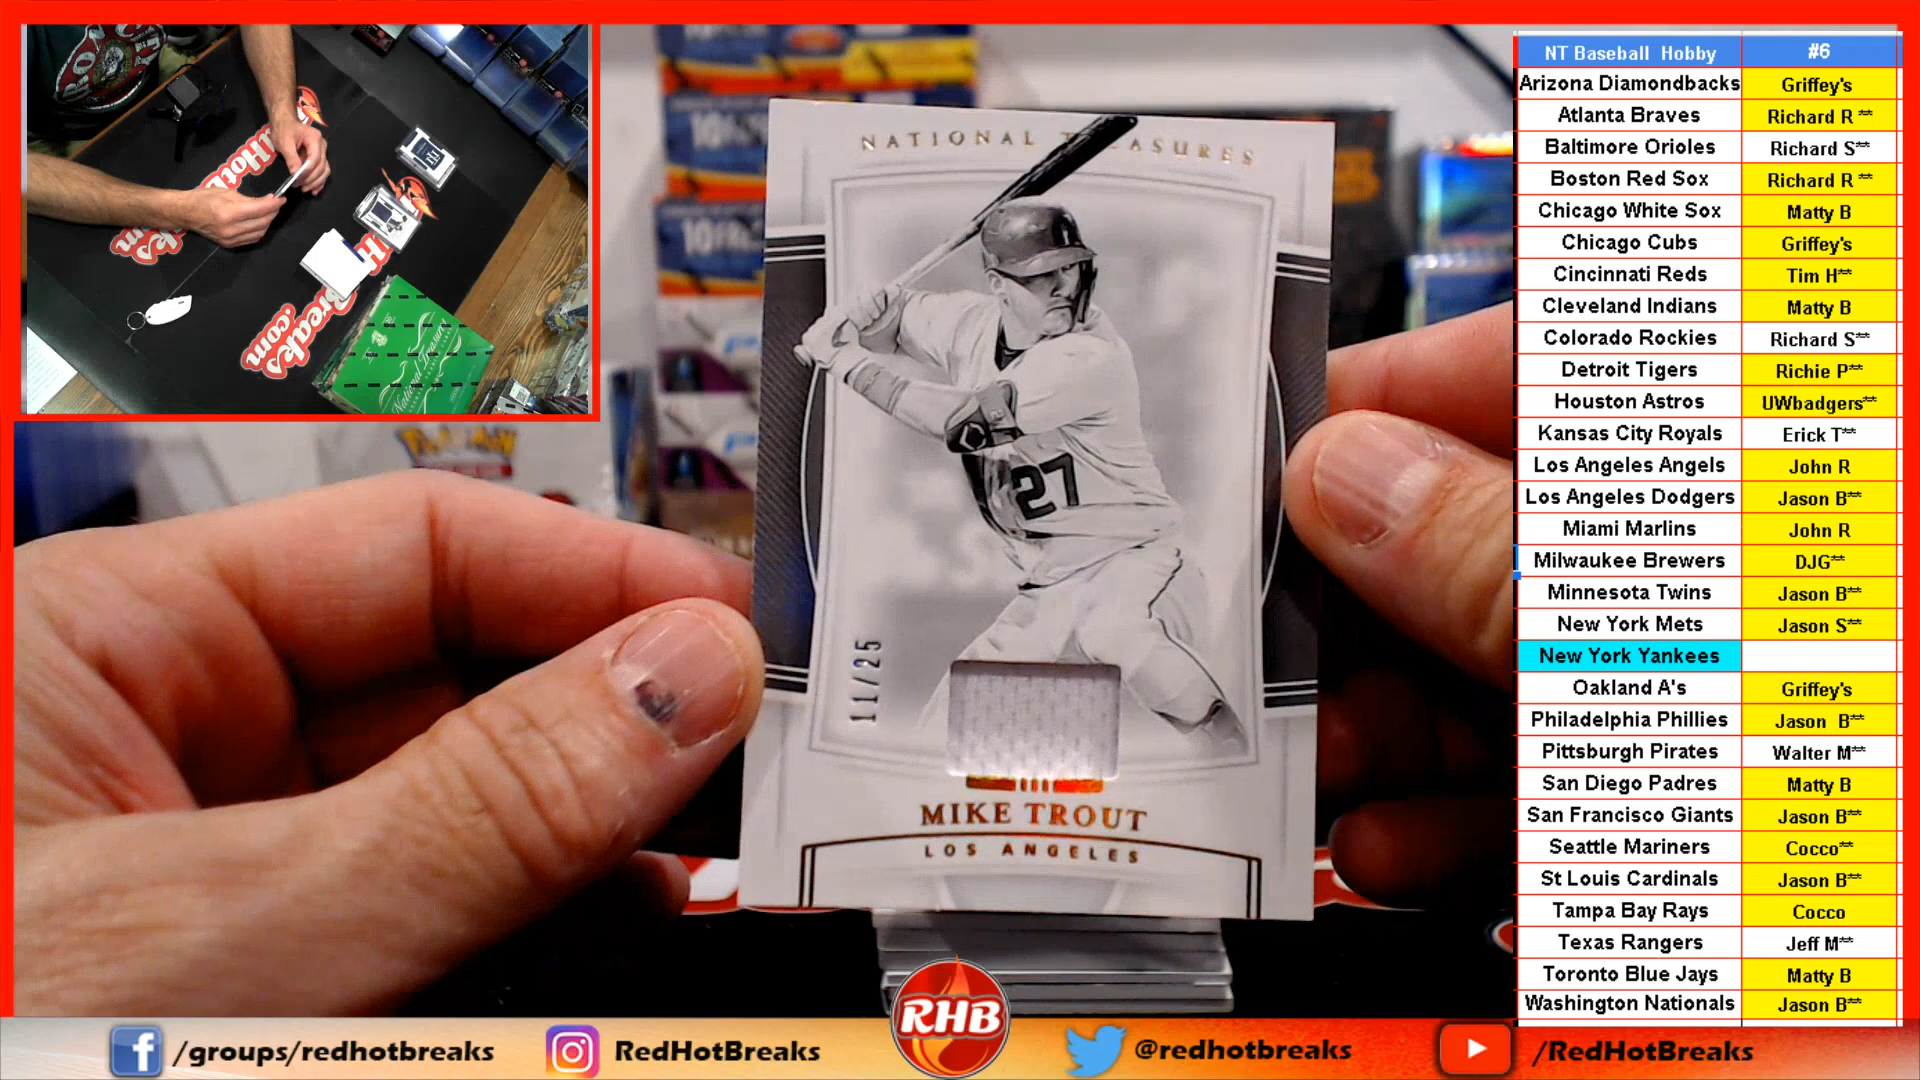 NT Baseball Hobby #6
Arizona Diamondbacks Griffey's
Atlanta Braves Richard R **
Baltimore Orioles Richard S**
Boston Red Sox Richard R **
Chicago White Sox Matty B
Chicago Cubs Griffey's
Cincinnati Reds Tim H**
Cleveland Indians Matty B
Colorado Rockies Richard S**
Detroit Tigers Richie P**
Houston Astros UWbadgers**
Kansas City Royals Erick T**
Los Angeles Angels John R
Los Angeles Dodgers Jason B**
Miami Marlins John R
Milwaukee Brewers DJG**
Minnesota Twins Jason B**
New York Mets Jason S**
New York Yankees
Oakland A's Griffey's
Philadelphia Phillies Jason B**
Pittsburgh Pirates Walter M**
San Diego Padres Matty B
San Francisco Giants Jason B**
Seattle Mariners Cocco**
St Louis Cardinals Jason B**
Tampa Bay Rays Cocco
Texas Rangers Jeff M**
Toronto Blue Jays Matty B
Washington Nationals Jason B**
NATIONAL TREASURES
27
11/25
MIKE TROUT
LOS ANGELES
POKÉMON
National Treasures
Breaks
.com
RHB
/groups/redhotbreaks
RedHotBreaks
@redhotbreaks
/RedHotBreaks